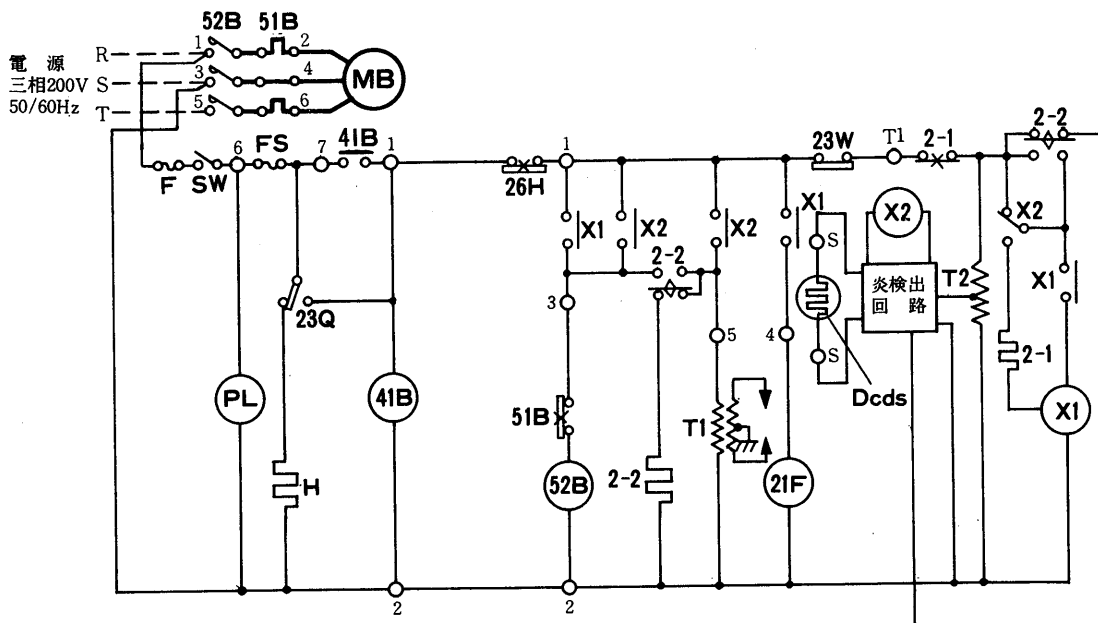 52B 51B
1 2
電源 R
三相200V S 3 4 MB
50/60Hz T 5 6
F SW 6 FS 7 41B 1 26H 1 23W T1 2-1 2-2
X1 X2 X2 X1 S X2 X2
2-2
炎検出
回路
T2 X1
3 5 4 S
23Q
2-1
PL 41B 51B T1 Dcds X1
H 52B 2-2 21F
2 2